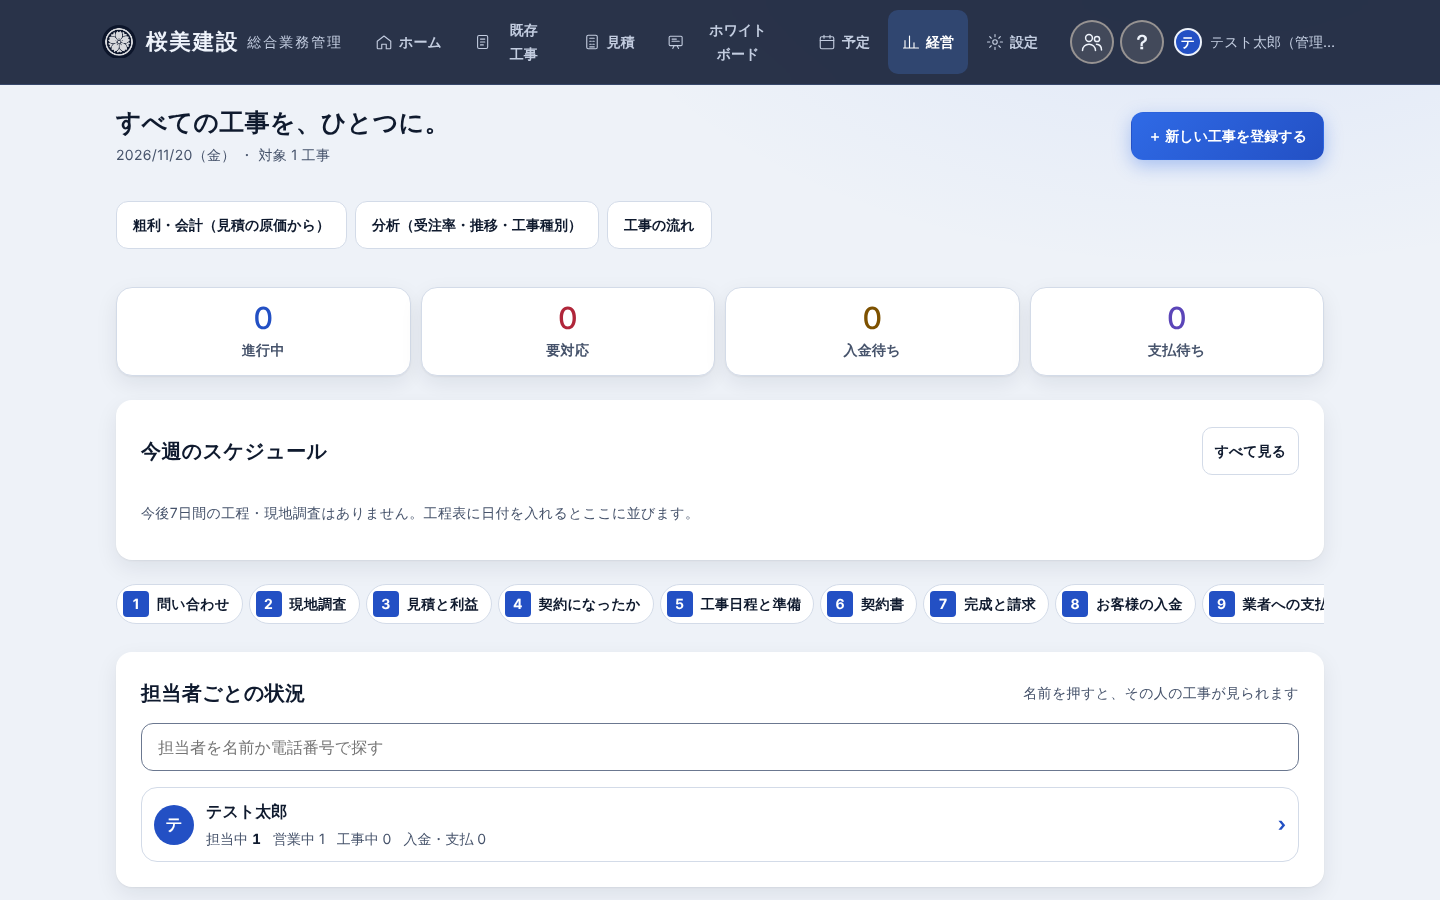 桜美建設 総合業務管理
ホーム
既存
工事
見積
ホワイト
ボード
予定
経営
設定
?
テ テスト太郎（管理...
すべての工事を、ひとつに。
2026/11/20（金） ・ 対象 1 工事
+ 新しい工事を登録する
粗利・会計（見積の原価から）
分析（受注率・推移・工事種別）
工事の流れ
0
進行中
0
要対応
0
入金待ち
0
支払待ち
今週のスケジュール
すべて見る
今後7日間の工程・現地調査はありません。工程表に日付を入れるとここに並びます。
1 問い合わせ
2 現地調査
3 見積と利益
4 契約になったか
5 工事日程と準備
6 契約書
7 完成と請求
8 お客様の入金
9 業者への支払
担当者ごとの状況
名前を押すと、その人の工事が見られます
担当者を名前か電話番号で探す
テ
テスト太郎
担当中 1 営業中 1 工事中 0 入金・支払 0
›